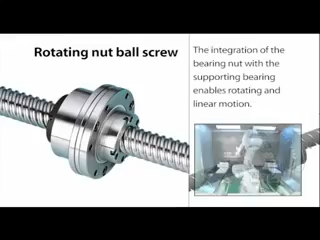 Rotating nut ball screw
The integration of the
bearing nut with the
supporting bearing
enables rotating and
linear motion.